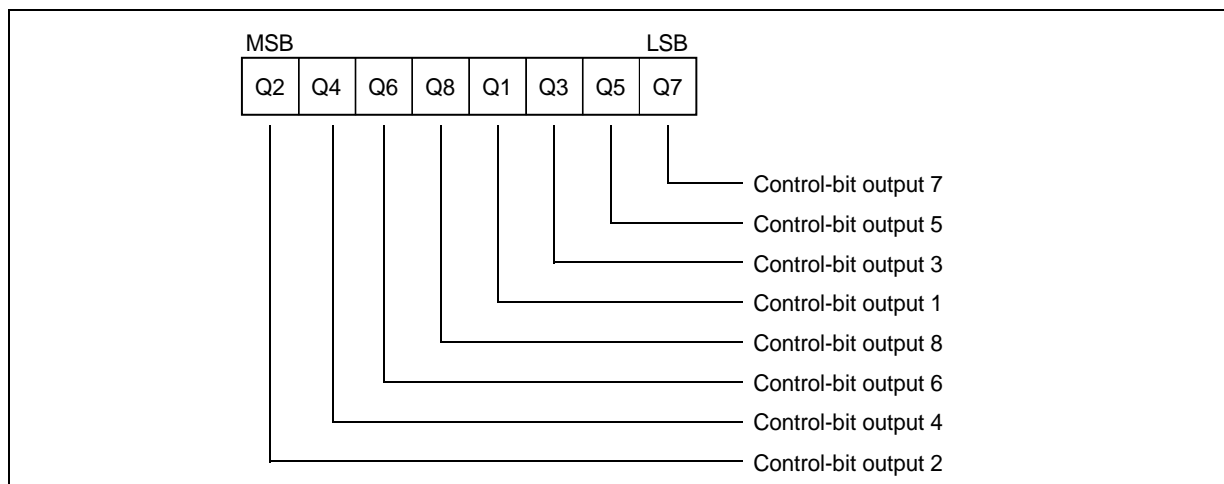 MSB LSB
Q2 Q4 Q6 Q8 Q1 Q3 Q5 Q7
Control-bit output 7
Control-bit output 5
Control-bit output 3
Control-bit output 1
Control-bit output 8
Control-bit output 6
Control-bit output 4
Control-bit output 2